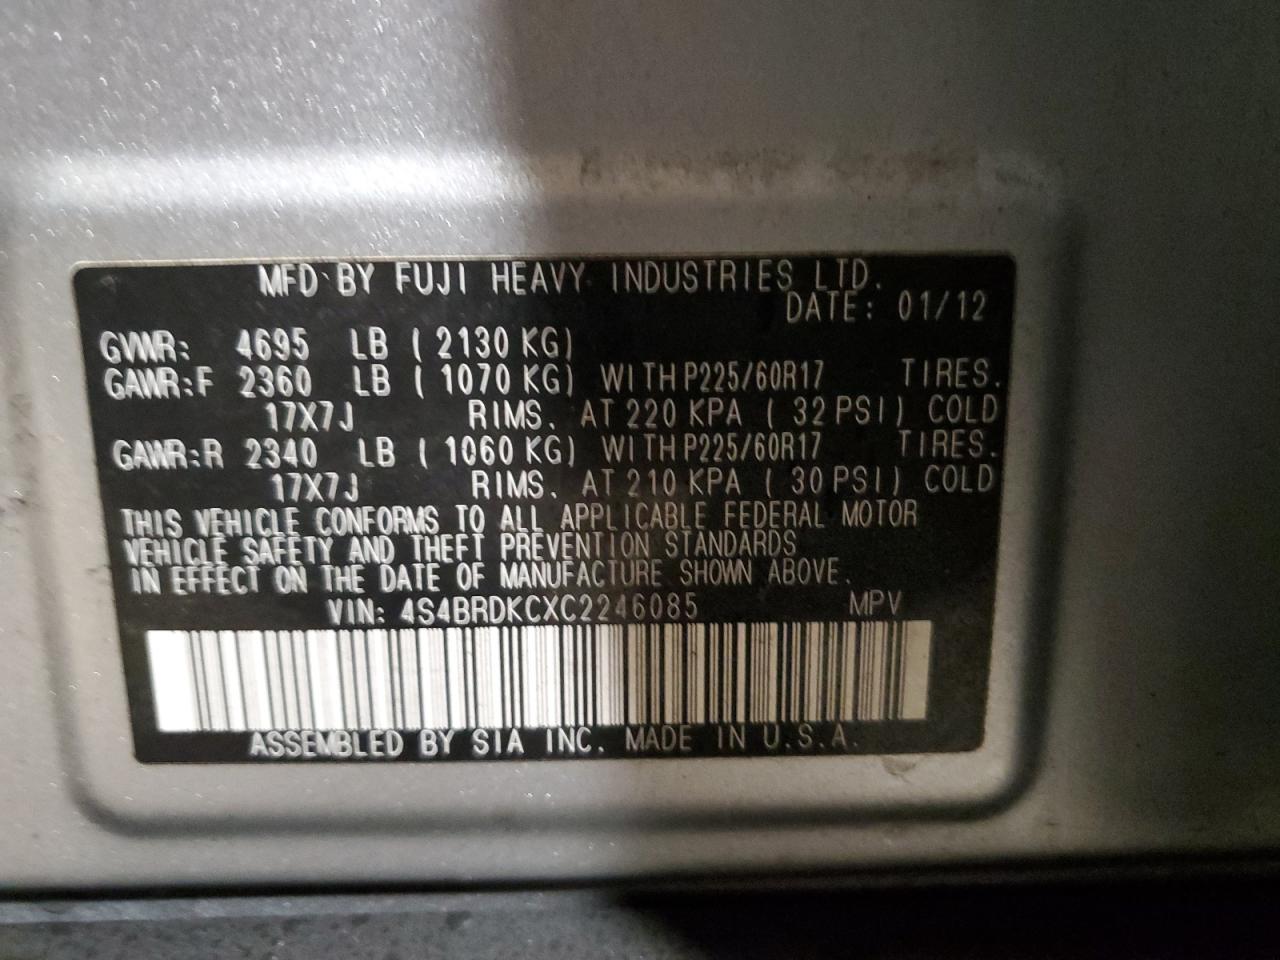 MFD BY FUJI HEAVY INDUSTRIES LTD.
DATE: 01/12
GVWR: 4695 LB ( 2130 KG)
GAWR:F 2360 LB ( 1070 KG) WITH P225/60R17 TIRES.
17X7J RIMS. AT 220 KPA ( 32 PSI) COLD
GAWR:R 2340 LB ( 1060 KG) WITH P225/60R17 TIRES.
17X7J RIMS. AT 210 KPA ( 30 PSI) COLD
THIS VEHICLE CONFORMS TO ALL APPLICABLE FEDERAL MOTOR
VEHICLE SAFETY AND THEFT PREVENTION STANDARDS
IN EFFECT ON THE DATE OF MANUFACTURE SHOWN ABOVE.
VIN: 4S4BRDKCXC2246085 MPV
ASSEMBLED BY SIA INC. MADE IN U.S.A.